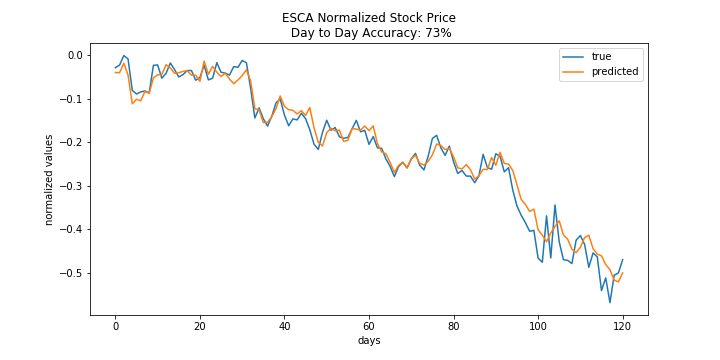 ESCA Normalized Stock Price
Day to Day Accuracy: 73%
true
predicted
normalized values
0.0
−0.1
−0.2
−0.3
−0.4
−0.5
0
20
40
60
80
100
120
days